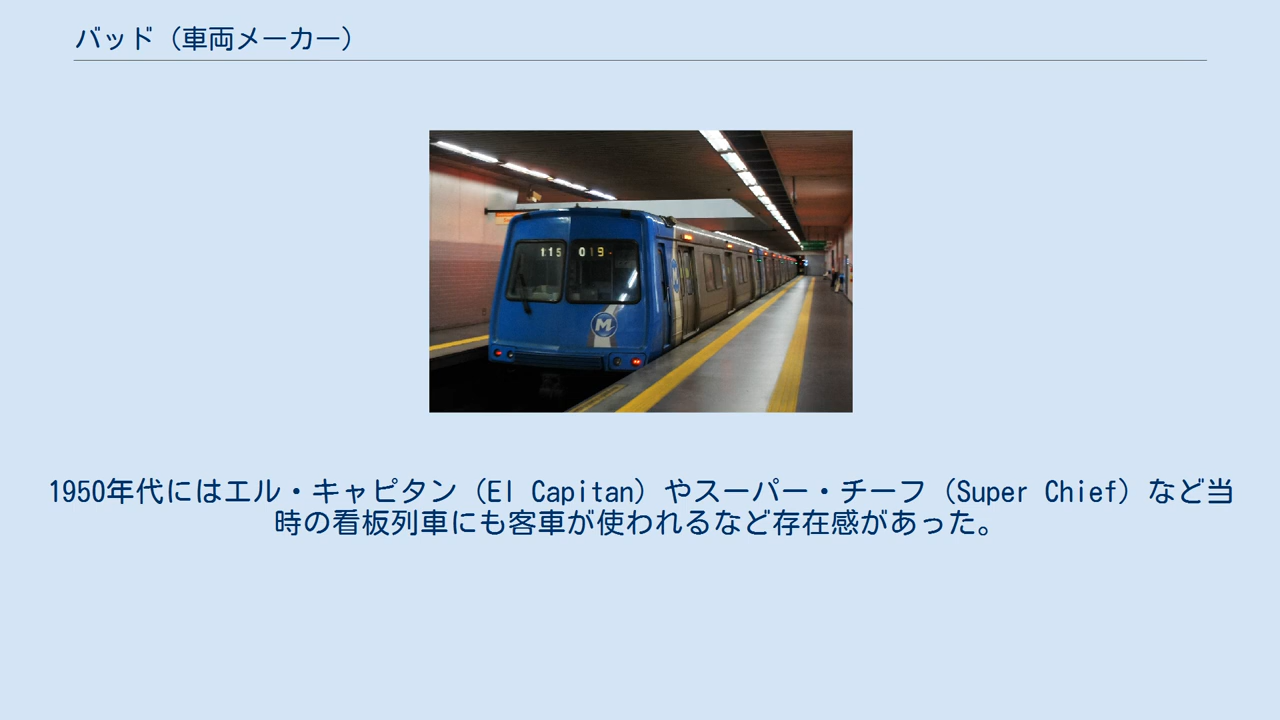 バッド（車両メーカー）
115 019
M
1950年代にはエル・キャピタン（El Capitan）やスーパー・チーフ（Super Chief）など当
時の看板列車にも客車が使われるなど存在感があった。